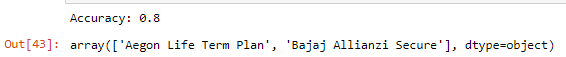 Accuracy: 0.8
Out[43]: array(['Aegon Life Term Plan', 'Bajaj Allianzi Secure'], dtype=object)